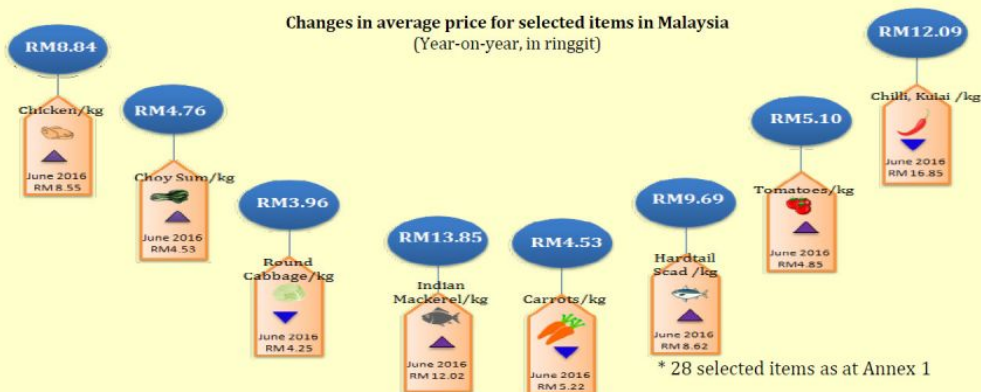 Changes in average price for selected items in Malaysia
(Year-on-year, in ringgit)
RM8.84
Chicken/kg
June 2016
RM 8.55
RM4.76
Choy Sum/kg
June 2016
RM4.53
RM3.96
Round
Cabbage/kg
June 2016
RM 4.25
RM13.85
Indian
Mackerel/kg
June 2016
RM 12.02
RM4.53
Carrots/kg
June 2016
RM 5.22
RM9.69
Hardtail
Scad /kg
June 2016
RM 8.62
RM5.10
Tomatoes/kg
June 2016
RM4.85
RM12.09
Chilli, Kulai /kg
June 2016
RM 16.85
* 28 selected items as at Annex 1